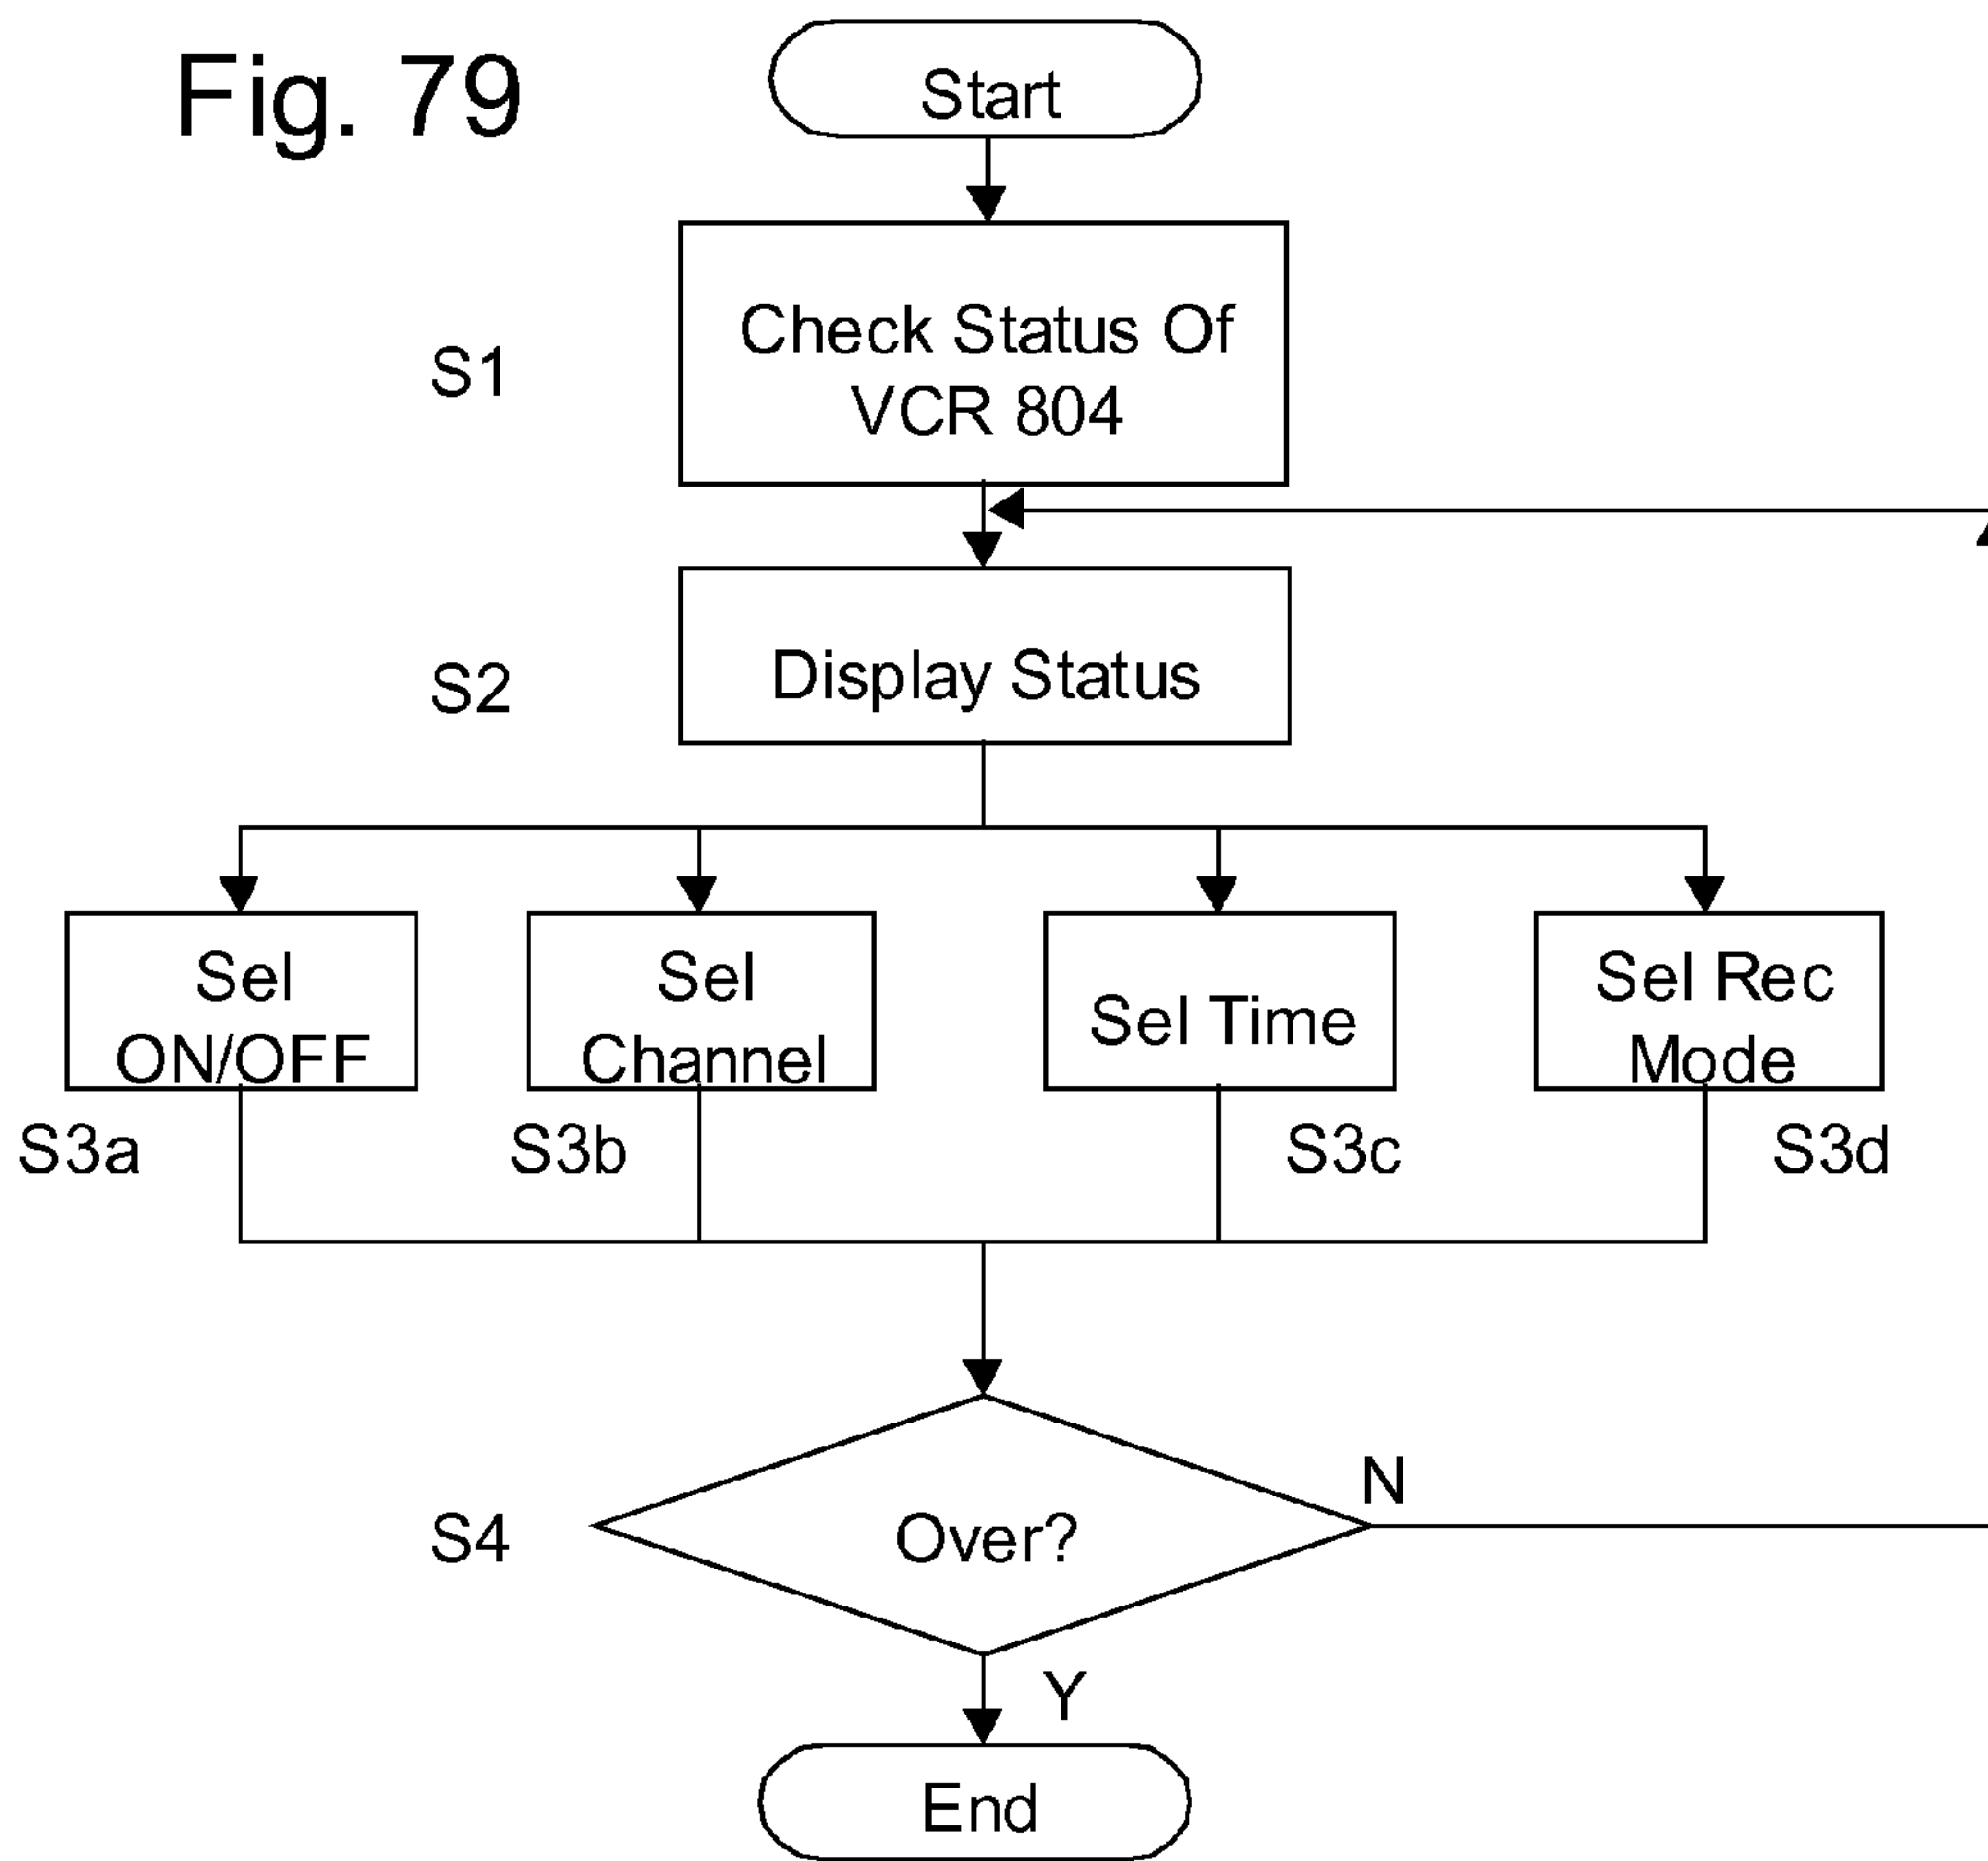 Fig. 79
Start
S1
Check Status Of
VCR 804
S2
Display Status
Sel
ON/OFF
Sel
Channel
Sel Time
Sel Rec
Mode
S3a
S3b
S3c
S3d
S4
Over?
N
Y
End